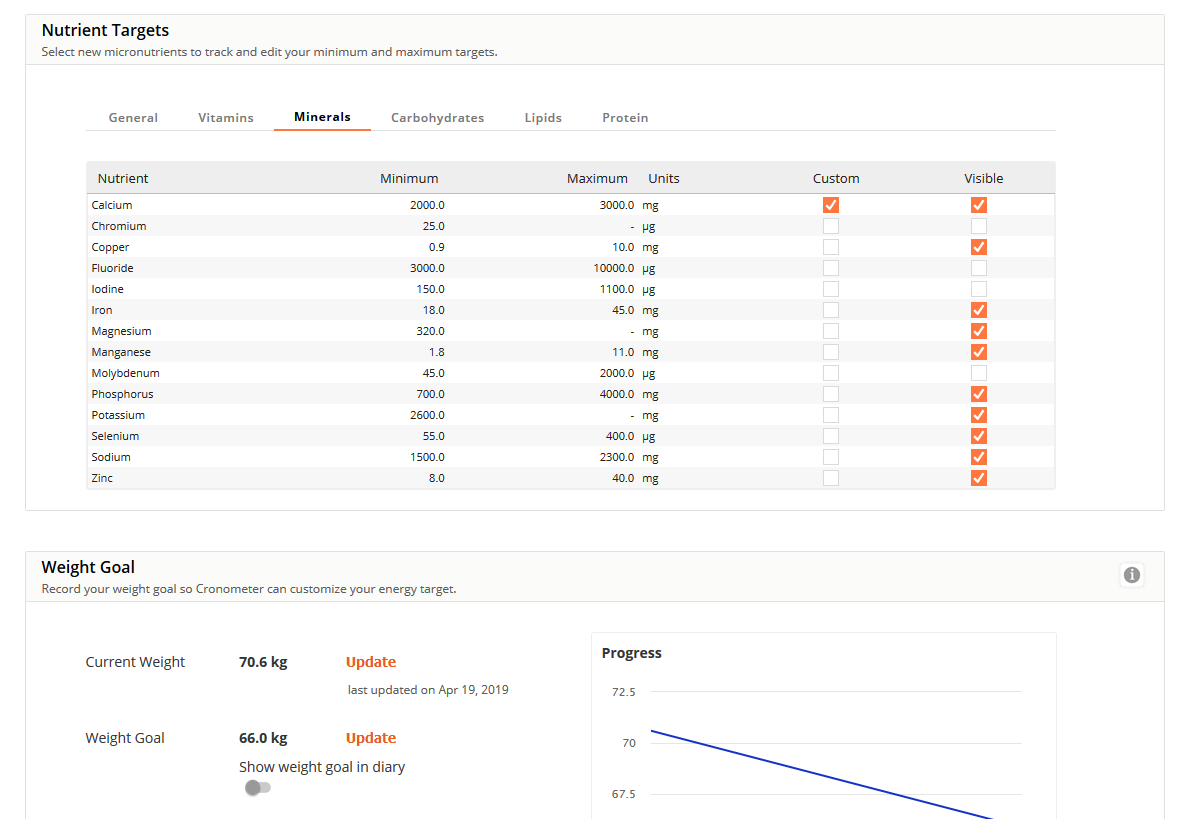 Nutrient Targets
Select new micronutrients to track and edit your minimum and maximum targets.
General Vitamins Minerals Carbohydrates Lipids Protein
Nutrient Minimum Maximum Units Custom Visible
Calcium 2000.0 3000.0 mg
Chromium 25.0 - µg
Copper 0.9 10.0 mg
Fluoride 3000.0 10000.0 µg
Iodine 150.0 1100.0 µg
Iron 18.0 45.0 mg
Magnesium 320.0 - mg
Manganese 1.8 11.0 mg
Molybdenum 45.0 2000.0 µg
Phosphorus 700.0 4000.0 mg
Potassium 2600.0 - mg
Selenium 55.0 400.0 µg
Sodium 1500.0 2300.0 mg
Zinc 8.0 40.0 mg
Weight Goal
Record your weight goal so Cronometer can customize your energy target.
Current Weight 70.6 kg Update
last updated on Apr 19, 2019
Weight Goal 66.0 kg Update
Show weight goal in diary
Progress
72.5
70
67.5